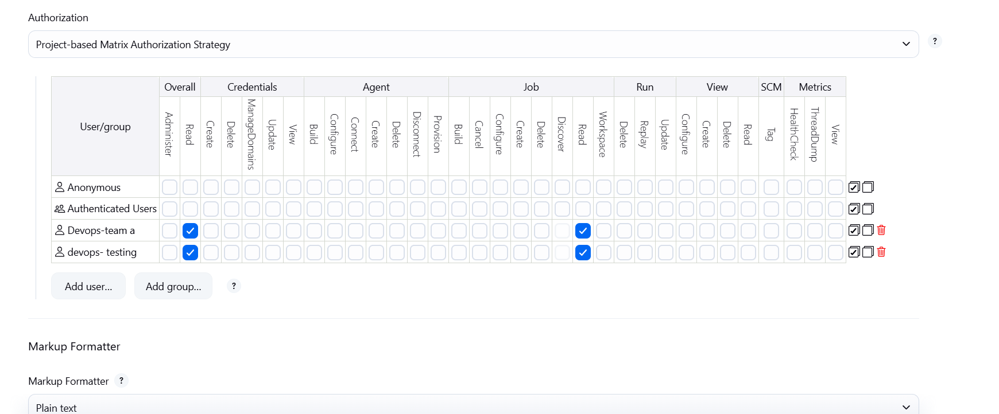 Authorization
Project-based Matrix Authorization Strategy
?
User/group
Overall
Credentials
Agent
Job
Run
View
SCM
Metrics
Administer
Read
Create
Delete
ManageDomains
Update
View
Build
Configure
Connect
Create
Delete
Disconnect
Provision
Build
Cancel
Configure
Create
Delete
Discover
Read
Workspace
Delete
Replay
Update
Configure
Create
Delete
Read
Tag
HealthCheck
ThreadDump
View
Anonymous
Authenticated Users
Devops-team a
devops- testing
Add user...
Add group...
?
Markup Formatter
Markup Formatter ?
Plain text